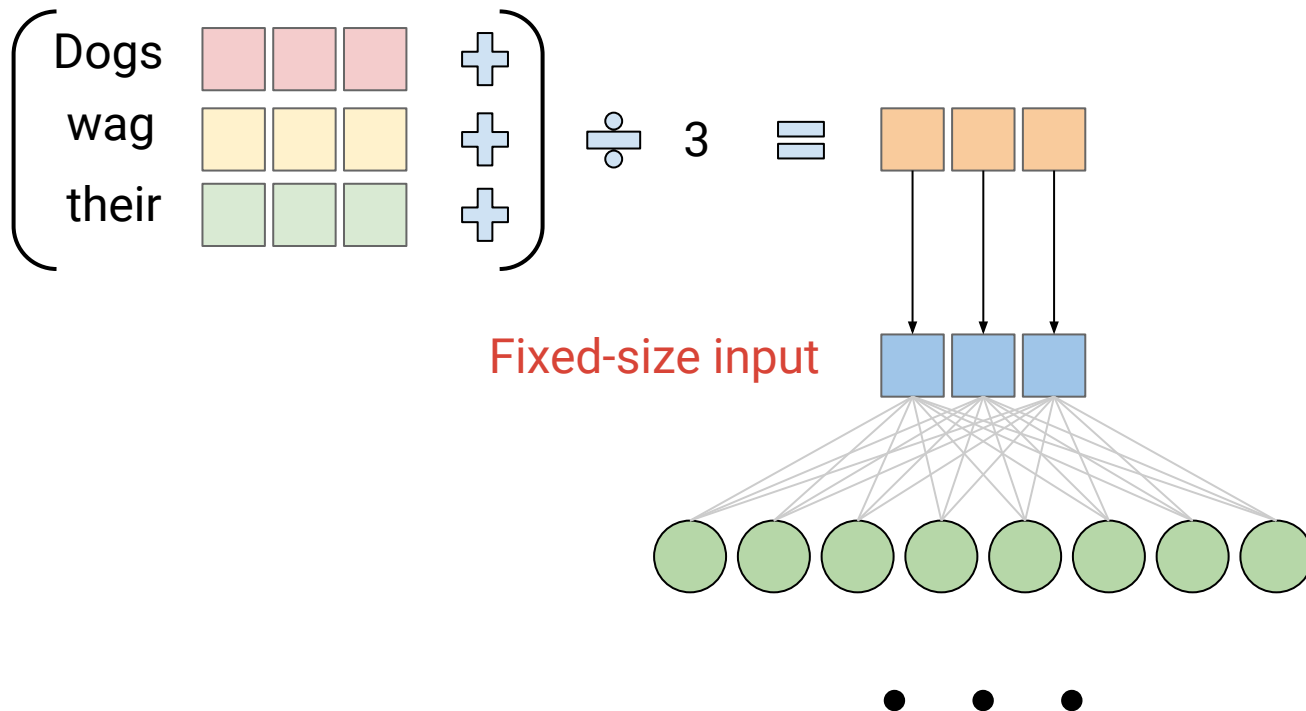 Dogs
wag
their
÷ 3 =
Fixed-size input